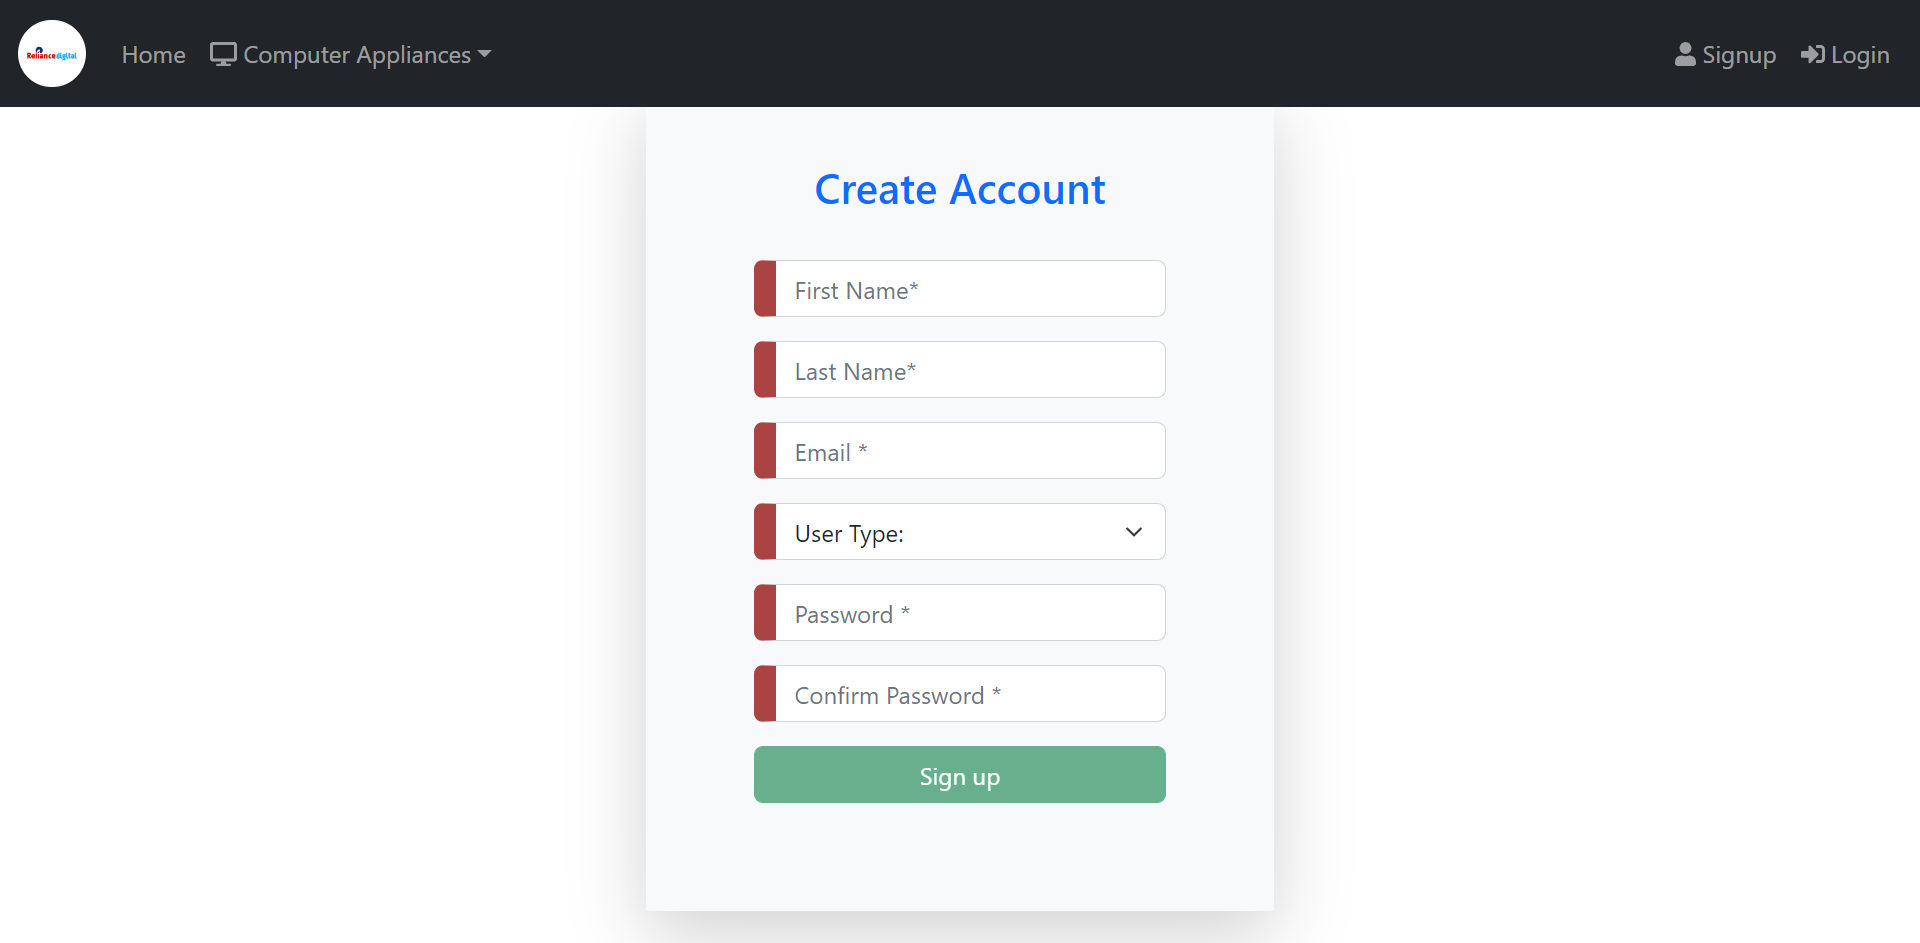 Reliance digital
Home
Computer Appliances
Signup
Login
Create Account
First Name*
Last Name*
Email *
User Type:
Password *
Confirm Password *
Sign up